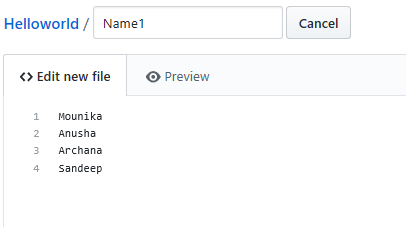 Helloworld / Name1 Cancel
<> Edit new file Preview
1 Mounika
2 Anusha
3 Archana
4 Sandeep